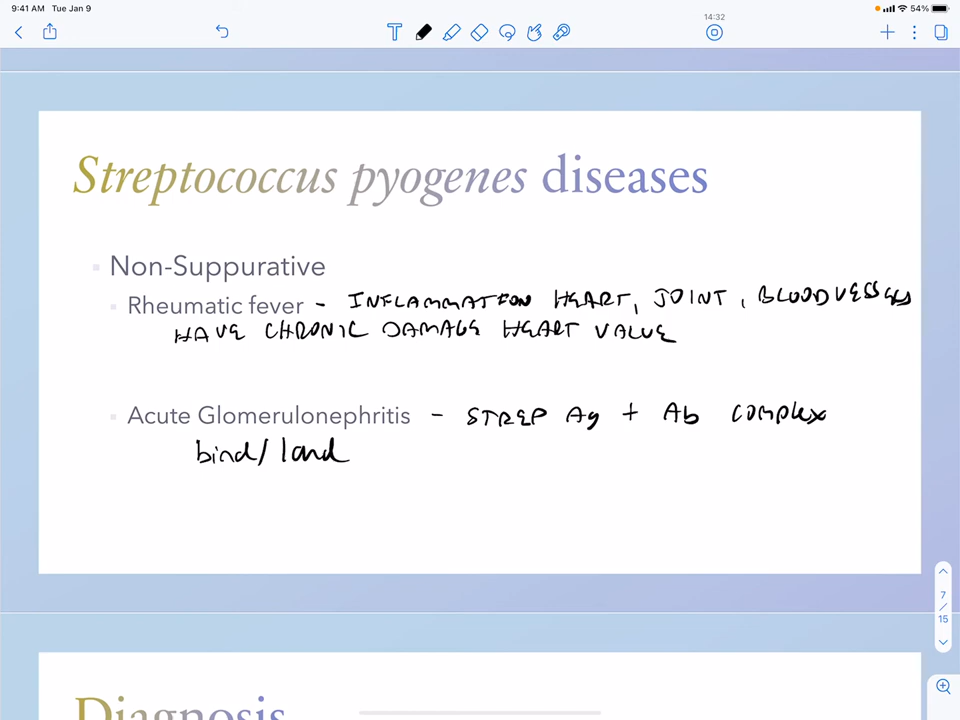 9:41 AM Tue Jan 9
54%
14:32
T
Streptococcus pyogenes diseases
Non-Suppurative
Rheumatic fever - INFLAMMATION HEART, JOINT, BLOODVESSELS
HAVE CHRONIC DAMAGE HEART VALUE
Acute Glomerulonephritis - STREP Ag + Ab complex
bind/land
7
/
15
Diagnosis